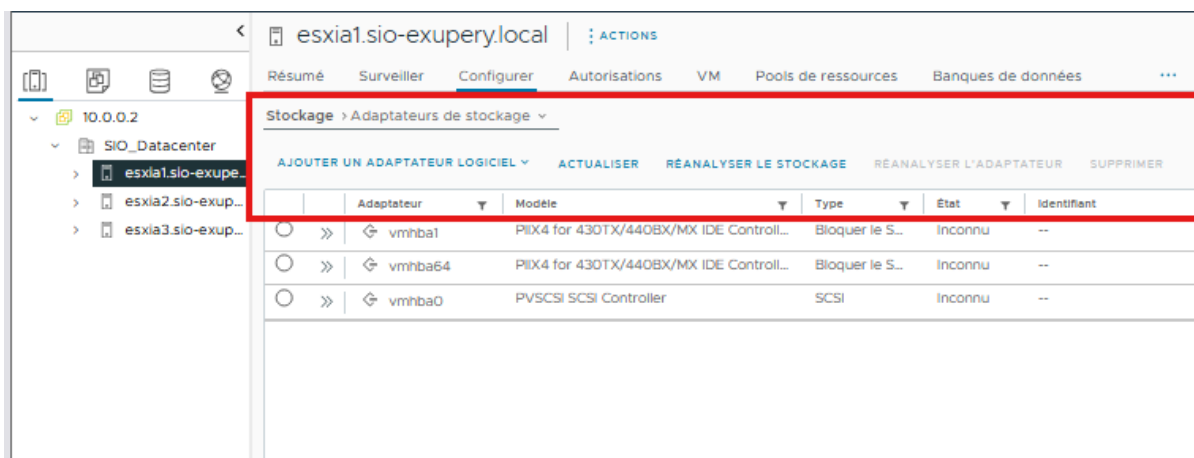 esxia1.sio-exupery.local ACTIONS
Résumé Surveiller Configurer Autorisations VM Pools de ressources Banques de données ...
10.0.0.2
SIO_Datacenter
esxia1.sio-exupe...
esxia2.sio-exup...
esxia3.sio-exup...
Stockage > Adaptateurs de stockage
AJOUTER UN ADAPTATEUR LOGICIEL ACTUALISER RÉANALYSER LE STOCKAGE RÉANALYSER L'ADAPTATEUR SUPPRIMER
Adaptateur Modèle Type État Identifiant
vmhba1 PIIX4 for 430TX/440BX/MX IDE Controll... Bloquer le S... Inconnu --
vmhba64 PIIX4 for 430TX/440BX/MX IDE Controll... Bloquer le S... Inconnu --
vmhba0 PVSCSI SCSI Controller SCSI Inconnu --